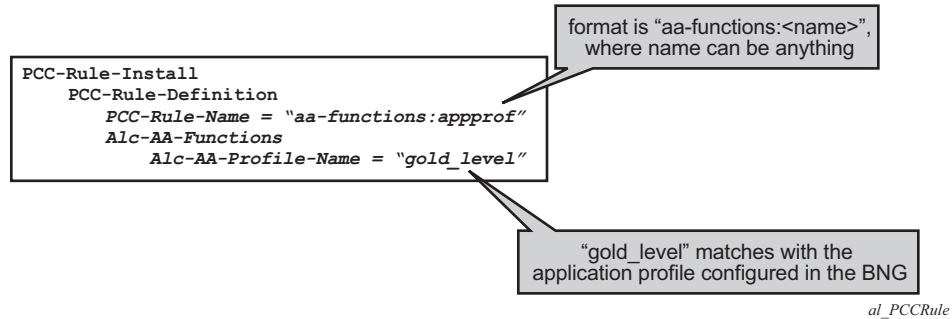 format is “aa-functions:<name>”,
where name can be anything
PCC-Rule-Install
PCC-Rule-Definition
PCC-Rule-Name = “aa-functions:appprof”
Alc-AA-Functions
Alc-AA-Profile-Name = “gold_level”
“gold_level” matches with the
application profile configured in the BNG
al_PCCRule